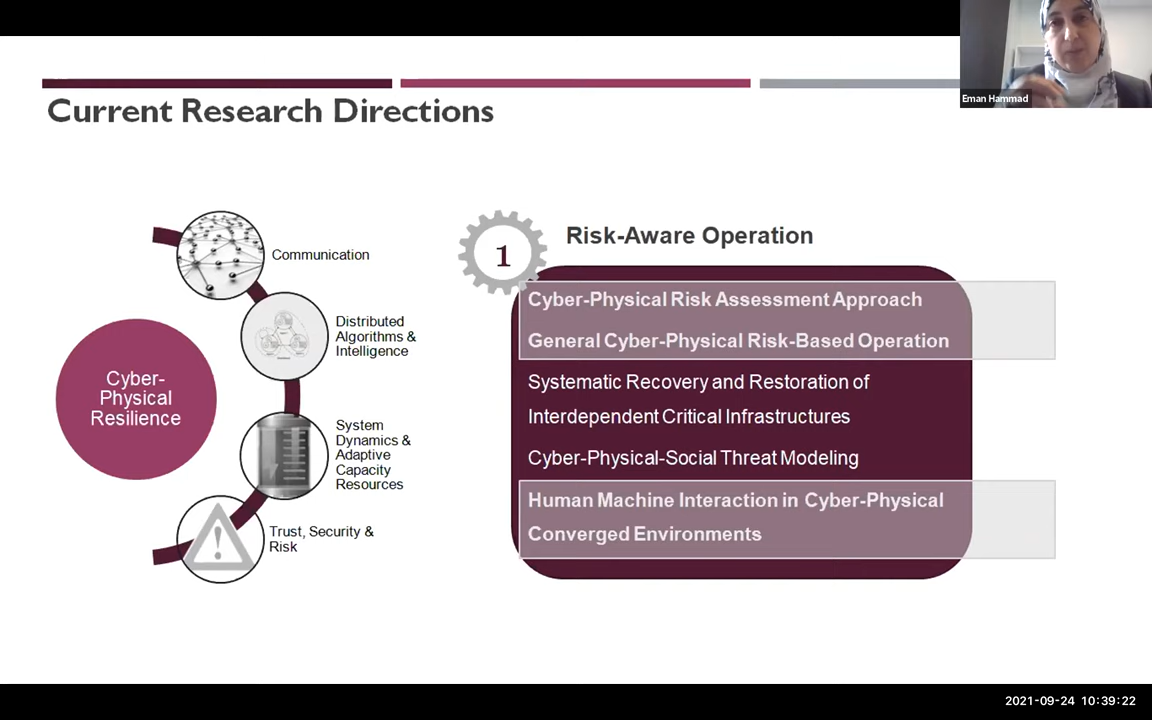 Eman Hammad
Current Research Directions
Cyber-
Physical
Resilience
Communication
Distributed
Algorithms &
Intelligence
System
Dynamics &
Adaptive
Capacity
Resources
Trust, Security &
Risk
1
Risk-Aware Operation
Cyber-Physical Risk Assessment Approach
General Cyber-Physical Risk-Based Operation
Systematic Recovery and Restoration of
Interdependent Critical Infrastructures
Cyber-Physical-Social Threat Modeling
Human Machine Interaction in Cyber-Physical
Converged Environments
2021-09-24 10:39:22